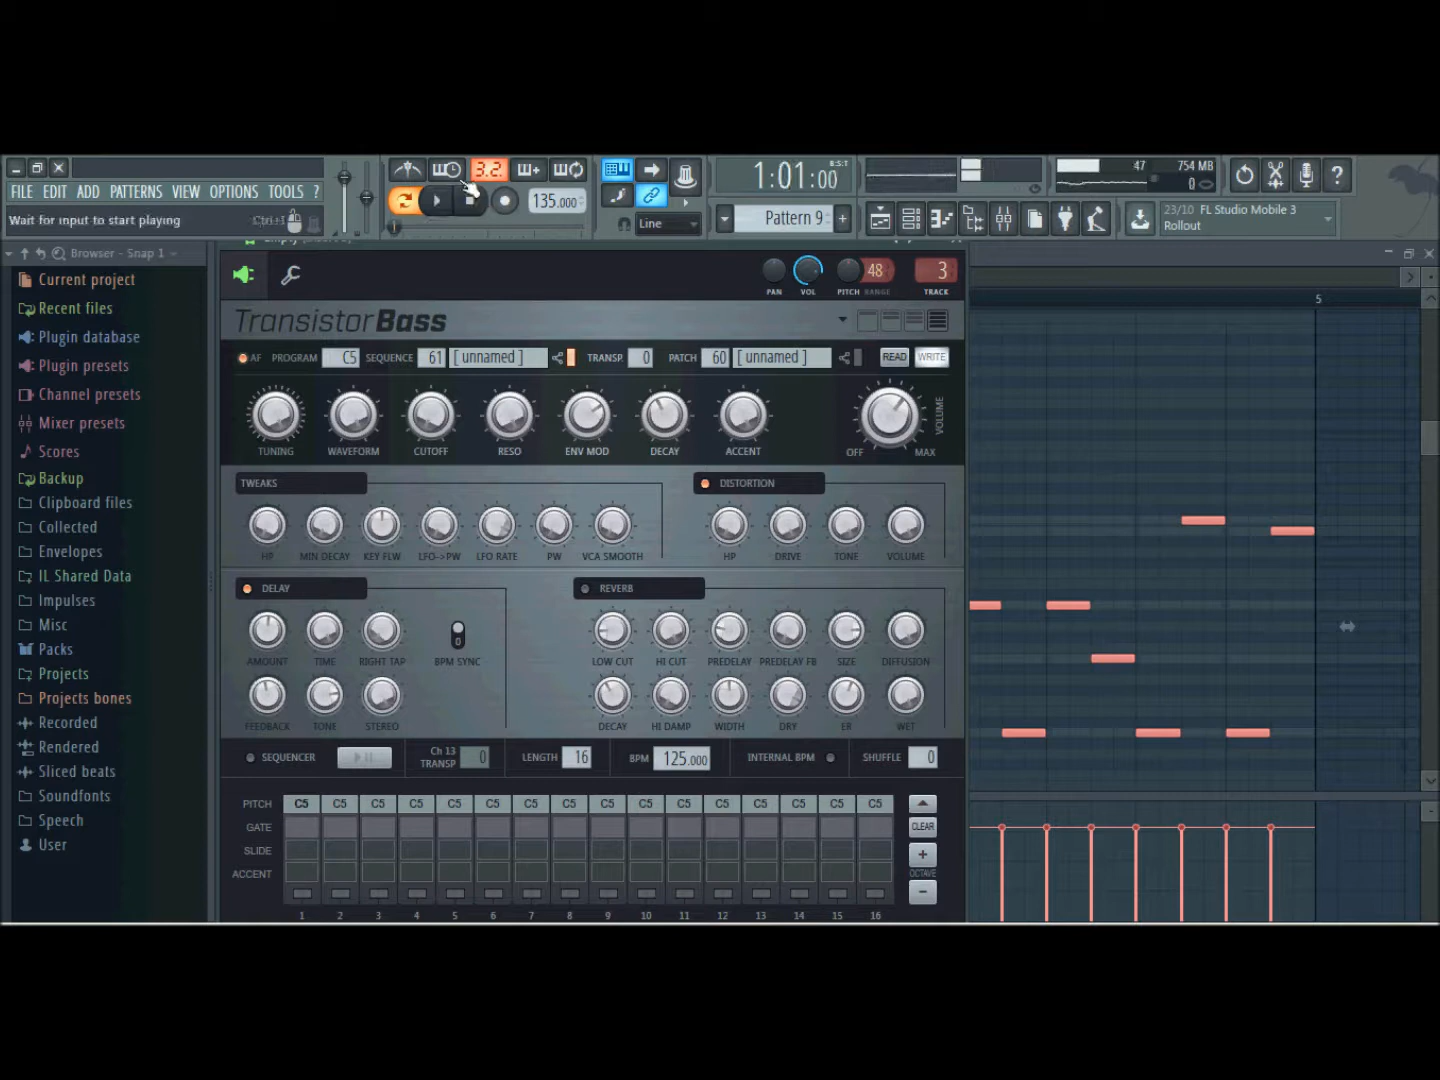 3.2.
135.000
1:01:00
B:S:T
47
754 MB
0
FILE EDIT ADD PATTERNS VIEW OPTIONS TOOLS ?
Wait for input to start playing
Ctrl+I
Line
Pattern 9
+
23/10 FL Studio Mobile 3
Rollout
Browser - Snap 1
Current project
Recent files
Plugin database
Plugin presets
Channel presets
Mixer presets
Scores
Backup
Clipboard files
Collected
Envelopes
IL Shared Data
Impulses
Misc
Packs
Projects
Projects bones
Recorded
Rendered
Sliced beats
Soundfonts
Speech
User
48
3
PAN VOL PITCH RANGE TRACK
TransistorBass
AF PROGRAM C5 SEQUENCE 61 [ unnamed ] TRANSP. 0 PATCH 60 [ unnamed ] READ WRITE
TUNING WAVEFORM CUTOFF RESO ENV MOD DECAY ACCENT
OFF MAX VOLUME
TWEAKS
DISTORTION
HP MIN DECAY KEY FLW LFO->PW LFO RATE PW VCA SMOOTH
HP DRIVE TONE VOLUME
DELAY
REVERB
0
AMOUNT TIME RIGHT TAP BPM SYNC
LOW CUT HI CUT PREDELAY PREDELAY FB SIZE DIFFUSION
FEEDBACK TONE STEREO
DECAY HI DAMP WIDTH DRY ER WET
SEQUENCER
Ch 13
TRANSP 0
LENGTH 16
BPM 125.000
INTERNAL BPM
SHUFFLE 0
PITCH C5 C5 C5 C5 C5 C5 C5 C5 C5 C5 C5 C5 C5 C5 C5 C5
GATE
CLEAR
SLIDE
+
OCTAVE
ACCENT
-
1 2 3 4 5 6 7 8 9 10 11 12 13 14 15 16
5